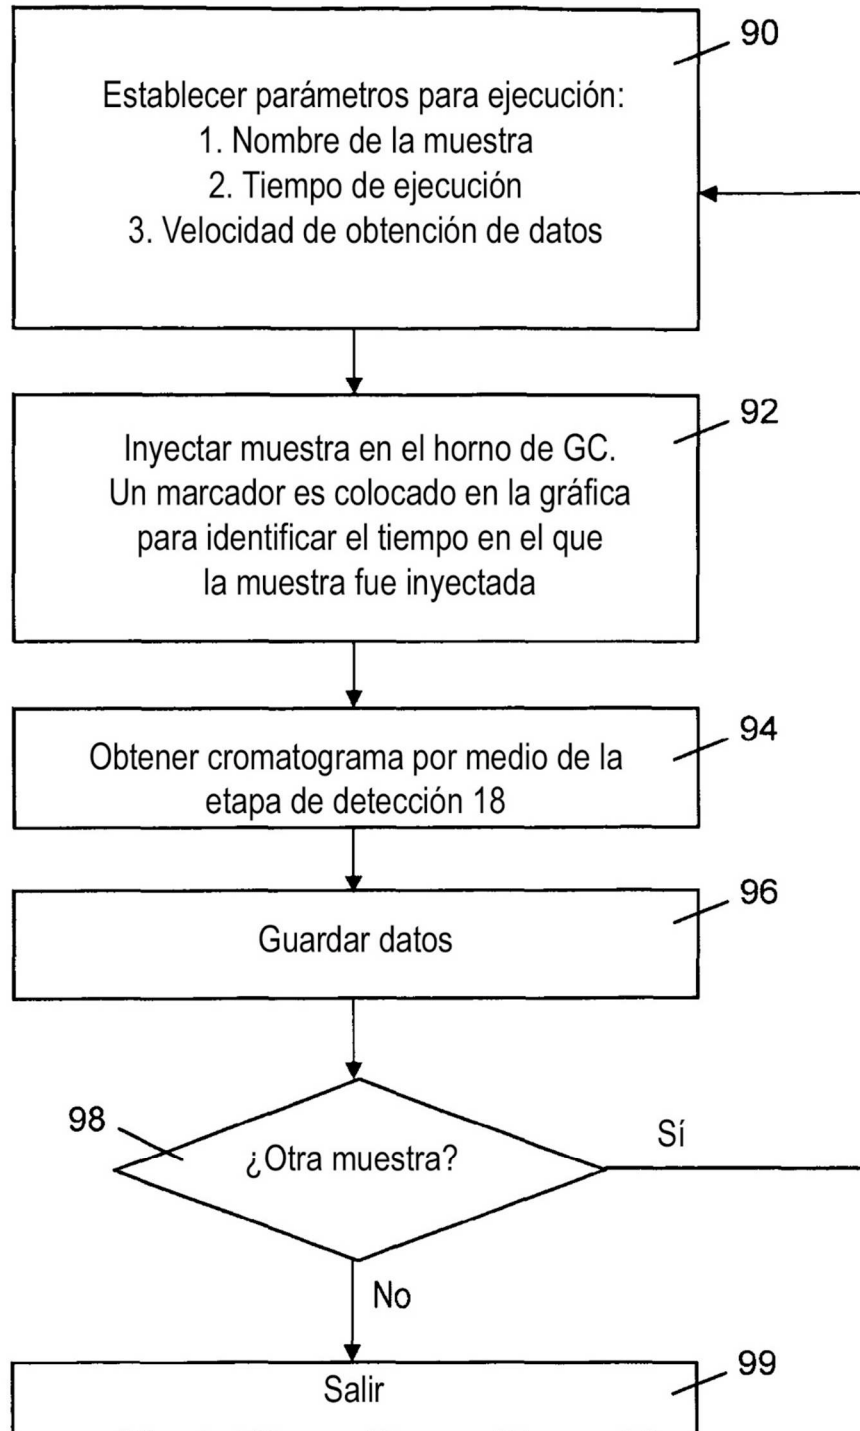 90
Establecer parámetros para ejecución:
1. Nombre de la muestra
2. Tiempo de ejecución
3. Velocidad de obtención de datos
92
Inyectar muestra en el horno de GC.
Un marcador es colocado en la gráfica
para identificar el tiempo en el que
la muestra fue inyectada
94
Obtener cromatograma por medio de la
etapa de detección 18
96
Guardar datos
98
¿Otra muestra?
Sí
No
99
Salir